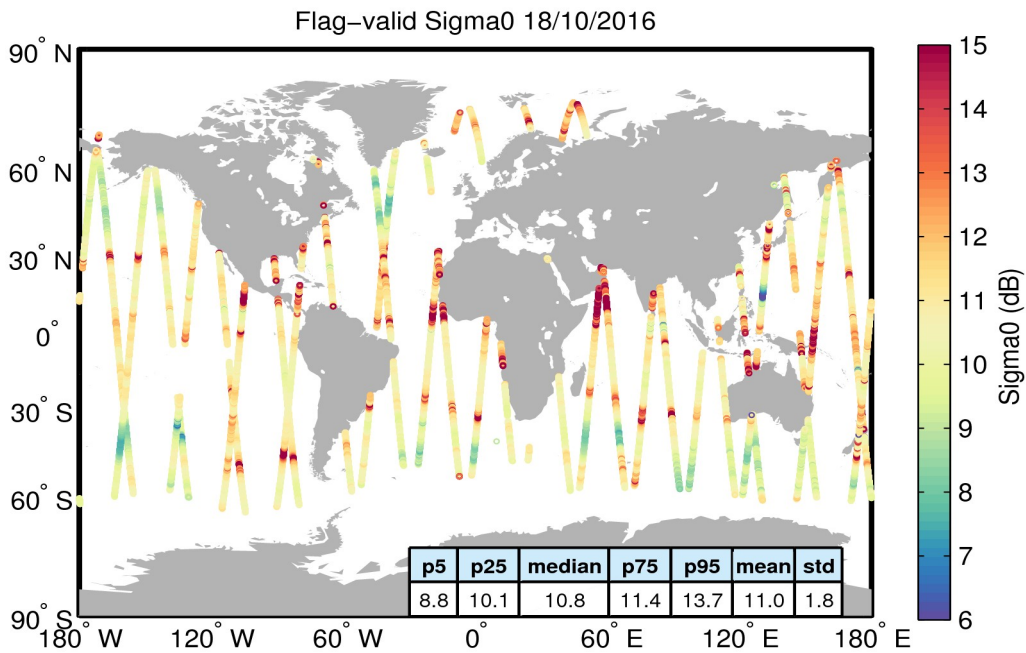 Flag−valid Sigma0 18/10/2016
90° N
60° N
30° N
0°
30° S
60° S
90° S
180° W
120° W
60° W
0°
60° E
120° E
180° E
15
14
13
12
11
10
9
8
7
6
Sigma0 (dB)
p5 p25 median p75 p95 mean std
8.8 10.1 10.8 11.4 13.7 11.0 1.8